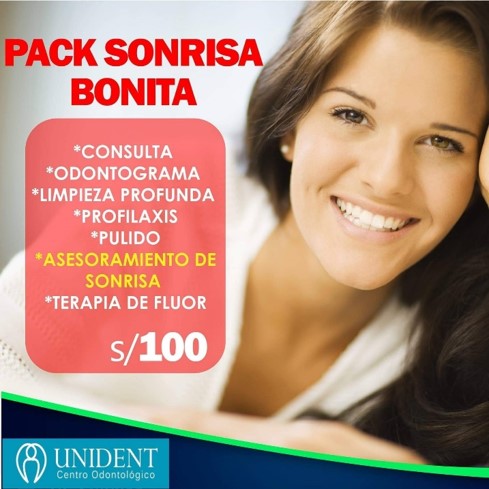 PACK SONRISA
BONITA
*CONSULTA
*ODONTOGRAMA
*LIMPIEZA PROFUNDA
*PROFILAXIS
*PULIDO
*ASESORAMIENTO DE
SONRISA
*TERAPIA DE FLUOR
s/100
UNIDENT
Centro Odontológico